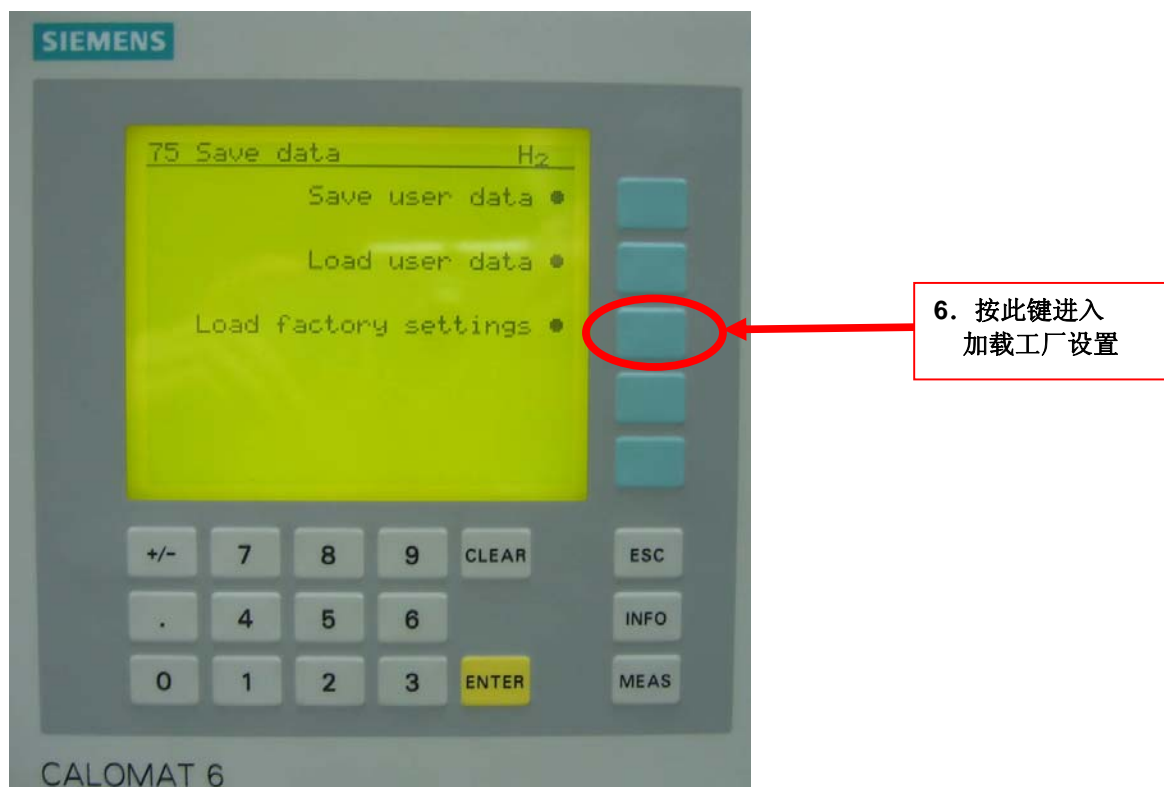 SIEMENS
75 Save data H₂
Save user data
Load user data
Load factory settings
6. 按此键进入
加载工厂设置
+/- 7 8 9 CLEAR ESC
. 4 5 6 INFO
0 1 2 3 ENTER MEAS
CALOMAT 6